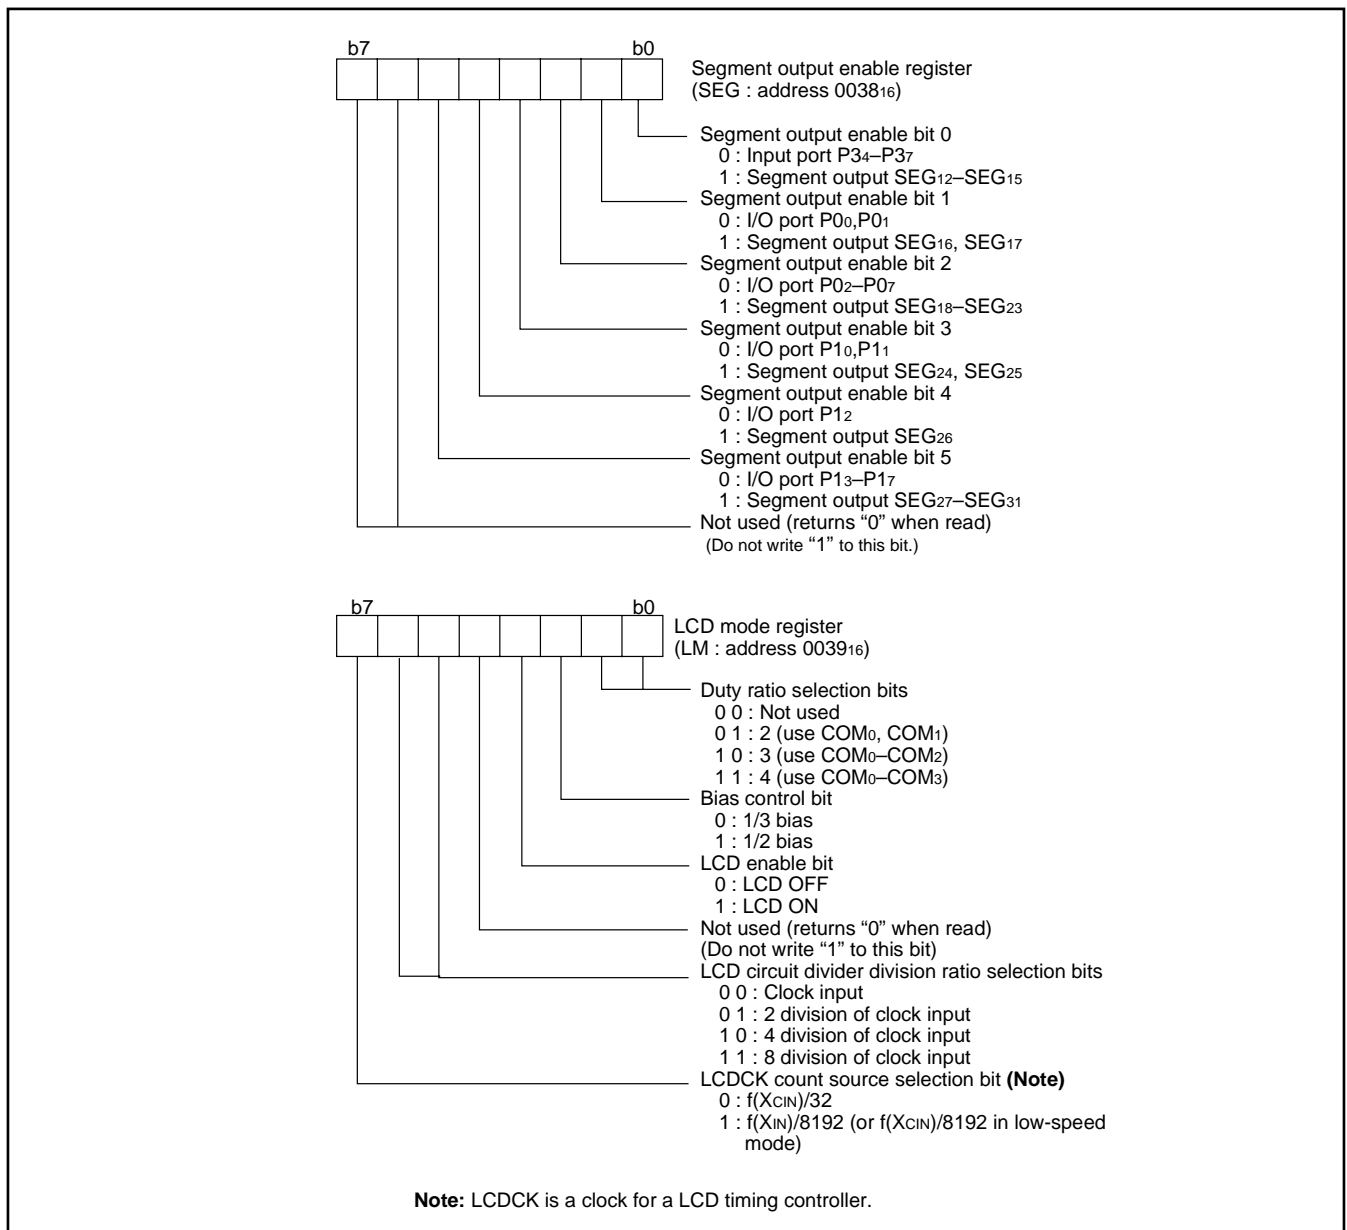 b7 b0
Segment output enable register
(SEG : address 0038₁₆)
Segment output enable bit 0
0 : Input port P3₄–P3₇
1 : Segment output SEG₁₂–SEG₁₅
Segment output enable bit 1
0 : I/O port P0₀,P0₁
1 : Segment output SEG₁₆, SEG₁₇
Segment output enable bit 2
0 : I/O port P0₂–P0₇
1 : Segment output SEG₁₈–SEG₂₃
Segment output enable bit 3
0 : I/O port P1₀,P1₁
1 : Segment output SEG₂₄, SEG₂₅
Segment output enable bit 4
0 : I/O port P1₂
1 : Segment output SEG₂₆
Segment output enable bit 5
0 : I/O port P1₃–P1₇
1 : Segment output SEG₂₇–SEG₃₁
Not used (returns “0” when read)
(Do not write “1” to this bit.)
b7 b0
LCD mode register
(LM : address 0039₁₆)
Duty ratio selection bits
0 0 : Not used
0 1 : 2 (use COM₀, COM₁)
1 0 : 3 (use COM₀–COM₂)
1 1 : 4 (use COM₀–COM₃)
Bias control bit
0 : 1/3 bias
1 : 1/2 bias
LCD enable bit
0 : LCD OFF
1 : LCD ON
Not used (returns “0” when read)
(Do not write “1” to this bit)
LCD circuit divider division ratio selection bits
0 0 : Clock input
0 1 : 2 division of clock input
1 0 : 4 division of clock input
1 1 : 8 division of clock input
LCDCK count source selection bit (Note)
0 : f(XCIN)/32
1 : f(XIN)/8192 (or f(XCIN)/8192 in low-speed
mode)
Note: LCDCK is a clock for a LCD timing controller.